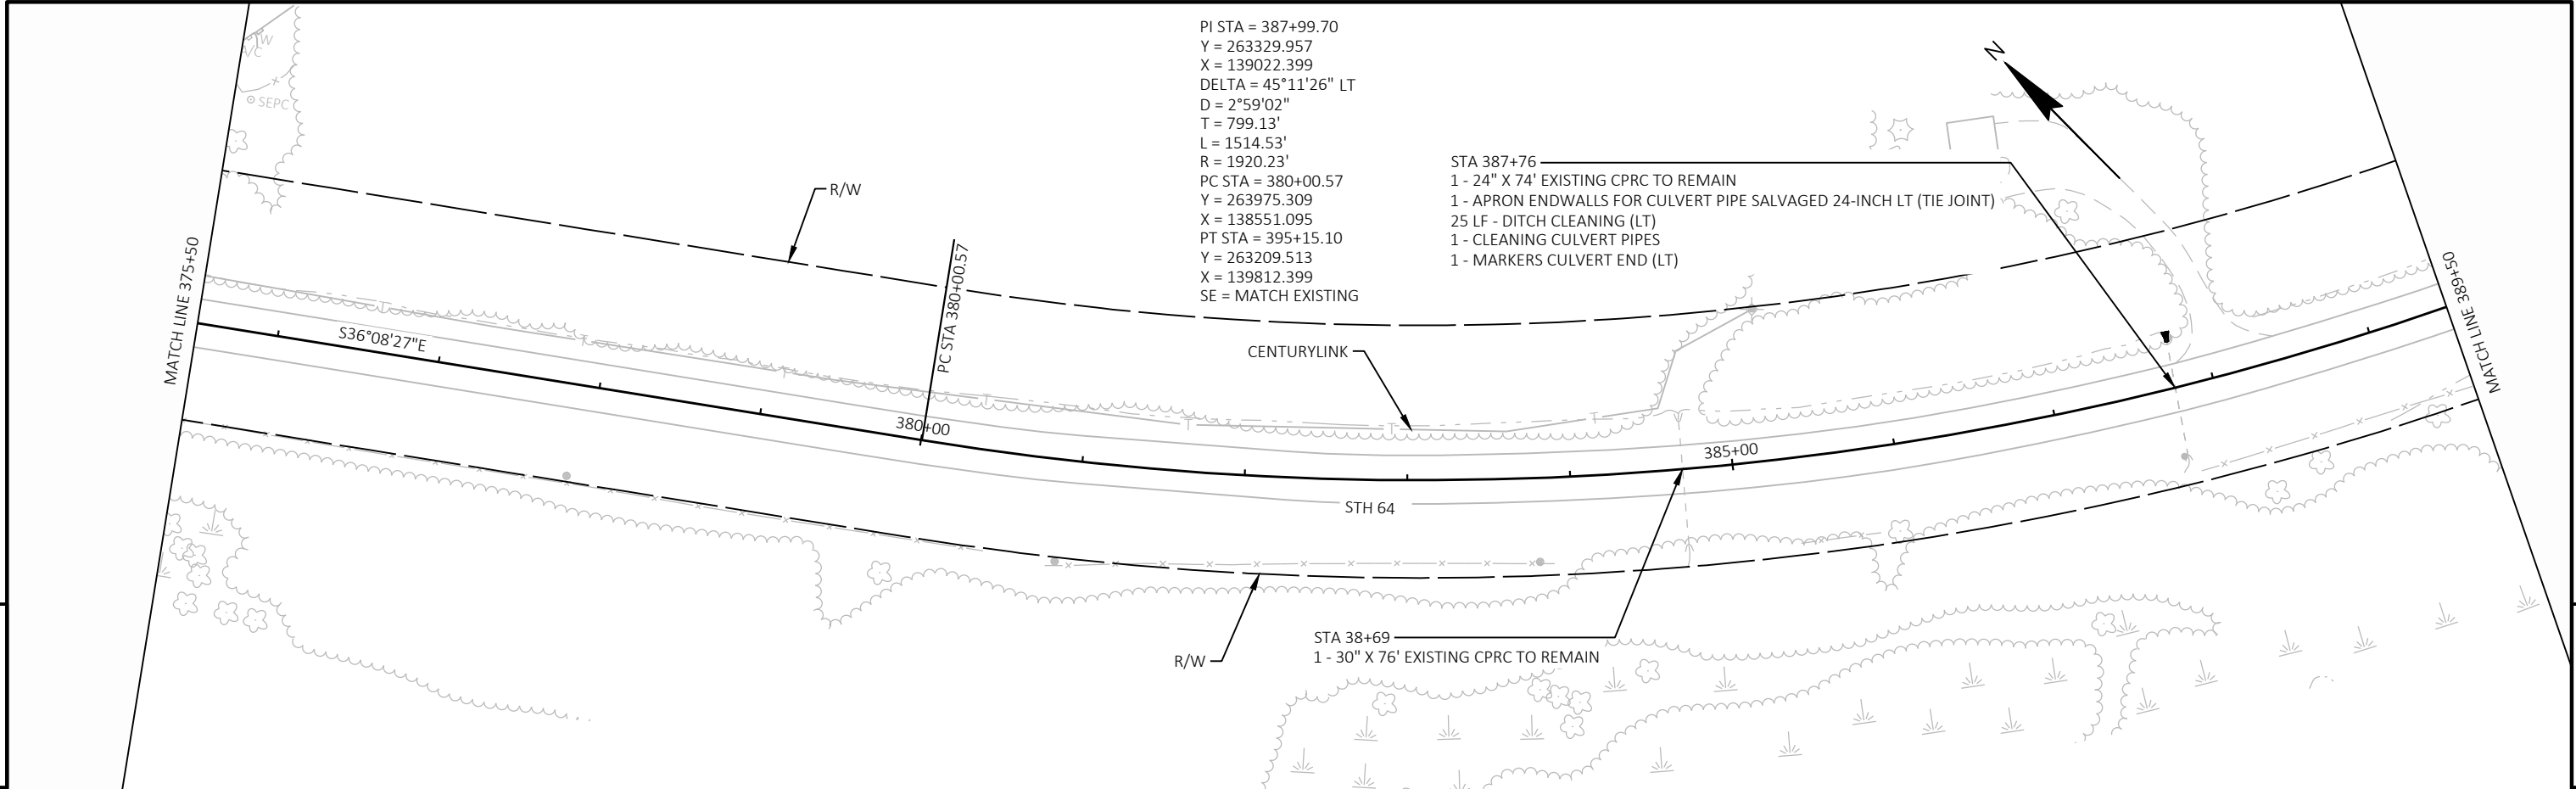 PI STA = 387+99.70
Y = 263329.957
X = 139022.399
DELTA = 45°11'26" LT
D = 2°59'02"
T = 799.13'
L = 1514.53'
R = 1920.23'
PC STA = 380+00.57
Y = 263975.309
X = 138551.095
PT STA = 395+15.10
Y = 263209.513
X = 139812.399
SE = MATCH EXISTING
N
SEPC
R/W
STA 387+76
1 - 24" X 74' EXISTING CPRC TO REMAIN
1 - APRON ENDWALLS FOR CULVERT PIPE SALVAGED 24-INCH LT (TIE JOINT)
25 LF - DITCH CLEANING (LT)
1 - CLEANING CULVERT PIPES
1 - MARKERS CULVERT END (LT)
MATCH LINE 375+50
PC STA 380+00.57
MATCH LINE 389+50
S36°08'27"E
CENTURYLINK
380+00
385+00
STH 64
STA 38+69
1 - 30" X 76' EXISTING CPRC TO REMAIN
R/W